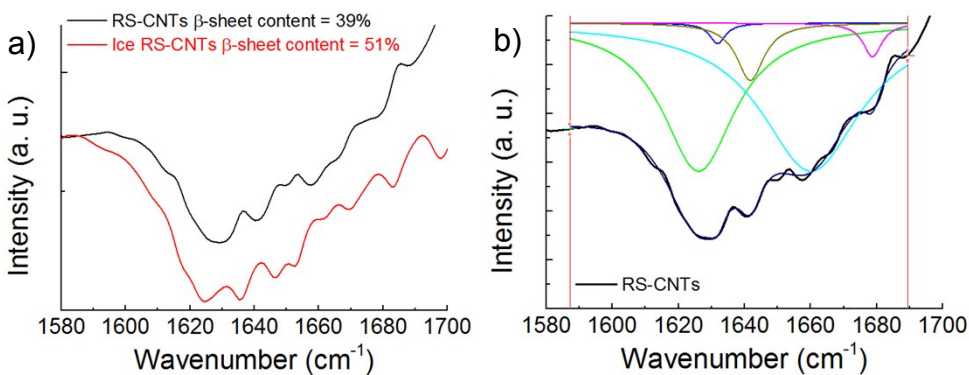 a)
RS-CNTs β-sheet content = 39%
Ice RS-CNTs β-sheet content = 51%
Intensity (a. u.)
1580 1600 1620 1640 1660 1680 1700
Wavenumber (cm⁻¹)
b)
Intensity (a. u.)
RS-CNTs
1580 1600 1620 1640 1660 1680 1700
Wavenumber (cm⁻¹)